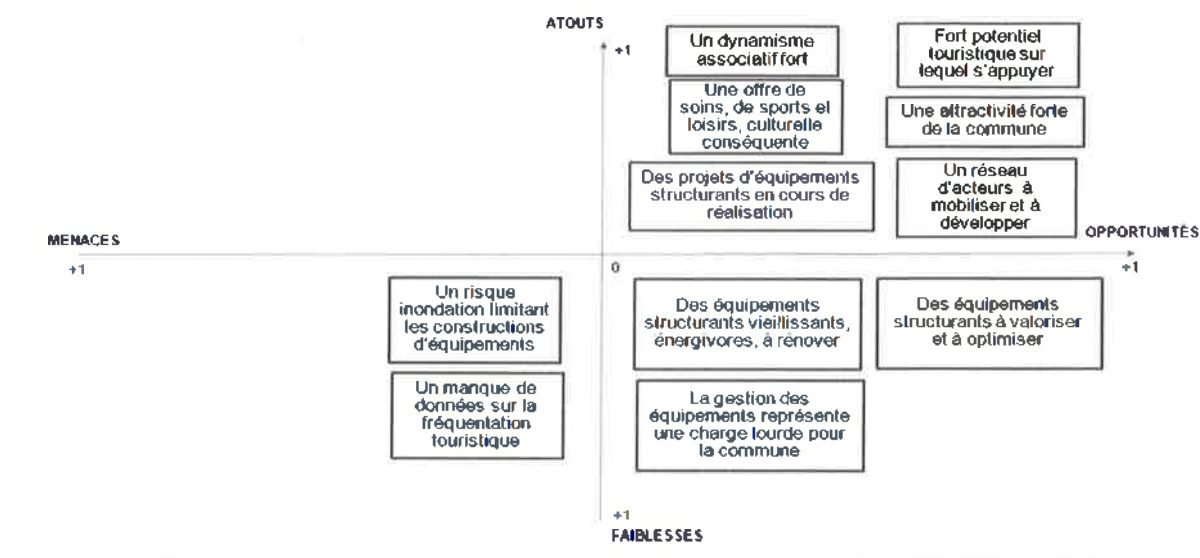 ATOUTS
+1
Un dynamisme
associatif fort
Fort potentiel
touristique sur
lequel s'appuyer
Une offre de
soins, de sports et
loisirs, culturelle
conséquente
Une attractivité forte
de la commune
Des projets d'équipements
structurants en cours de
réalisation
Un réseau
d'acteurs à
mobiliser et à
développer
MENACES
OPPORTUNITÉS
+1
0
+1
Un risque
inondation limitant
les constructions
d'équipements
Des équipements
structurants vieillissants,
énergivores, à rénover
Des équipements
structurants à valoriser
et à optimiser
Un manque de
données sur la
fréquentation
touristique
La gestion des
équipements représente
une charge lourde pour
la commune
+1
FAIBLESSES